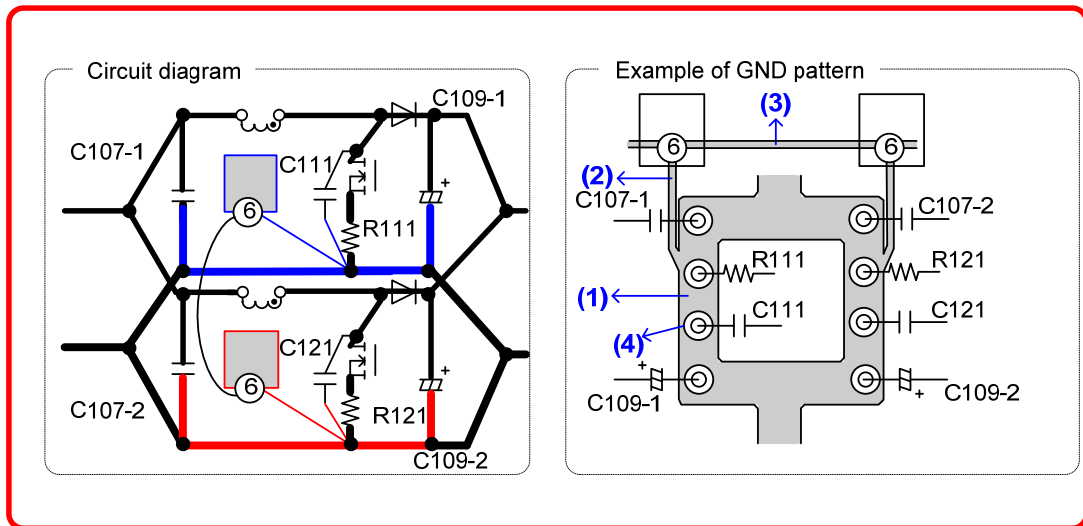 Circuit diagram
C109-1
C107-1
C111
+
6
R111
C121
+
6
R121
C107-2
C109-2
Example of GND pattern
(3)
6
6
(2)
C107-1
C107-2
R111
R121
(1)
C111
C121
(4)
+
C109-1
+
C109-2